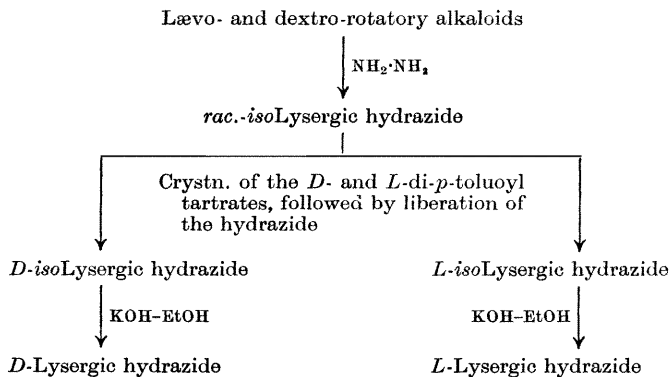 Lævo- and dextro-rotatory alkaloids
NH₂·NH₂
rac.-isoLysergic hydrazide
Crystn. of the D- and L-di-p-toluoyl
tartrates, followed by liberation of
the hydrazide
D-isoLysergic hydrazide
L-isoLysergic hydrazide
KOH–EtOH
KOH–EtOH
D-Lysergic hydrazide
L-Lysergic hydrazide